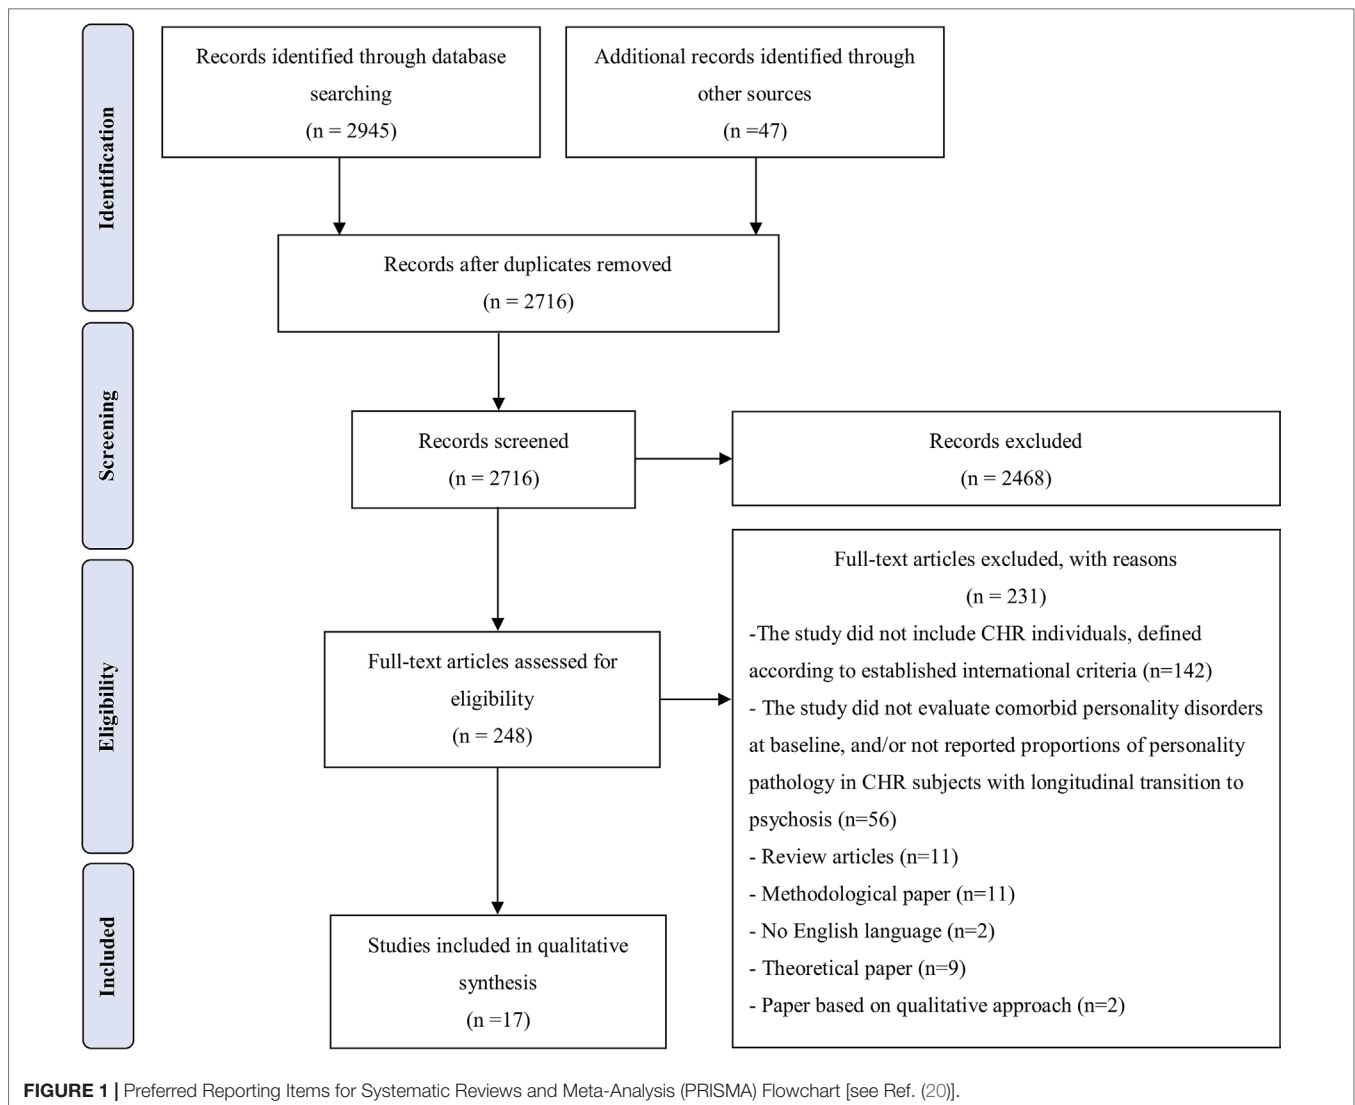 Identification
Records identified through database
searching
(n = 2945)
Additional records identified through
other sources
(n =47)
Records after duplicates removed
(n = 2716)
Screening
Records screened
(n = 2716)
Records excluded
(n = 2468)
Eligibility
Full-text articles assessed for
eligibility
(n = 248)
Full-text articles excluded, with reasons
(n = 231)
-The study did not include CHR individuals, defined
according to established international criteria (n=142)
- The study did not evaluate comorbid personality disorders
at baseline, and/or not reported proportions of personality
pathology in CHR subjects with longitudinal transition to
psychosis (n=56)
- Review articles (n=11)
- Methodological paper (n=11)
- No English language (n=2)
- Theoretical paper (n=9)
- Paper based on qualitative approach (n=2)
Included
Studies included in qualitative
synthesis
(n =17)
FIGURE 1 | Preferred Reporting Items for Systematic Reviews and Meta-Analysis (PRISMA) Flowchart [see Ref. (20)].